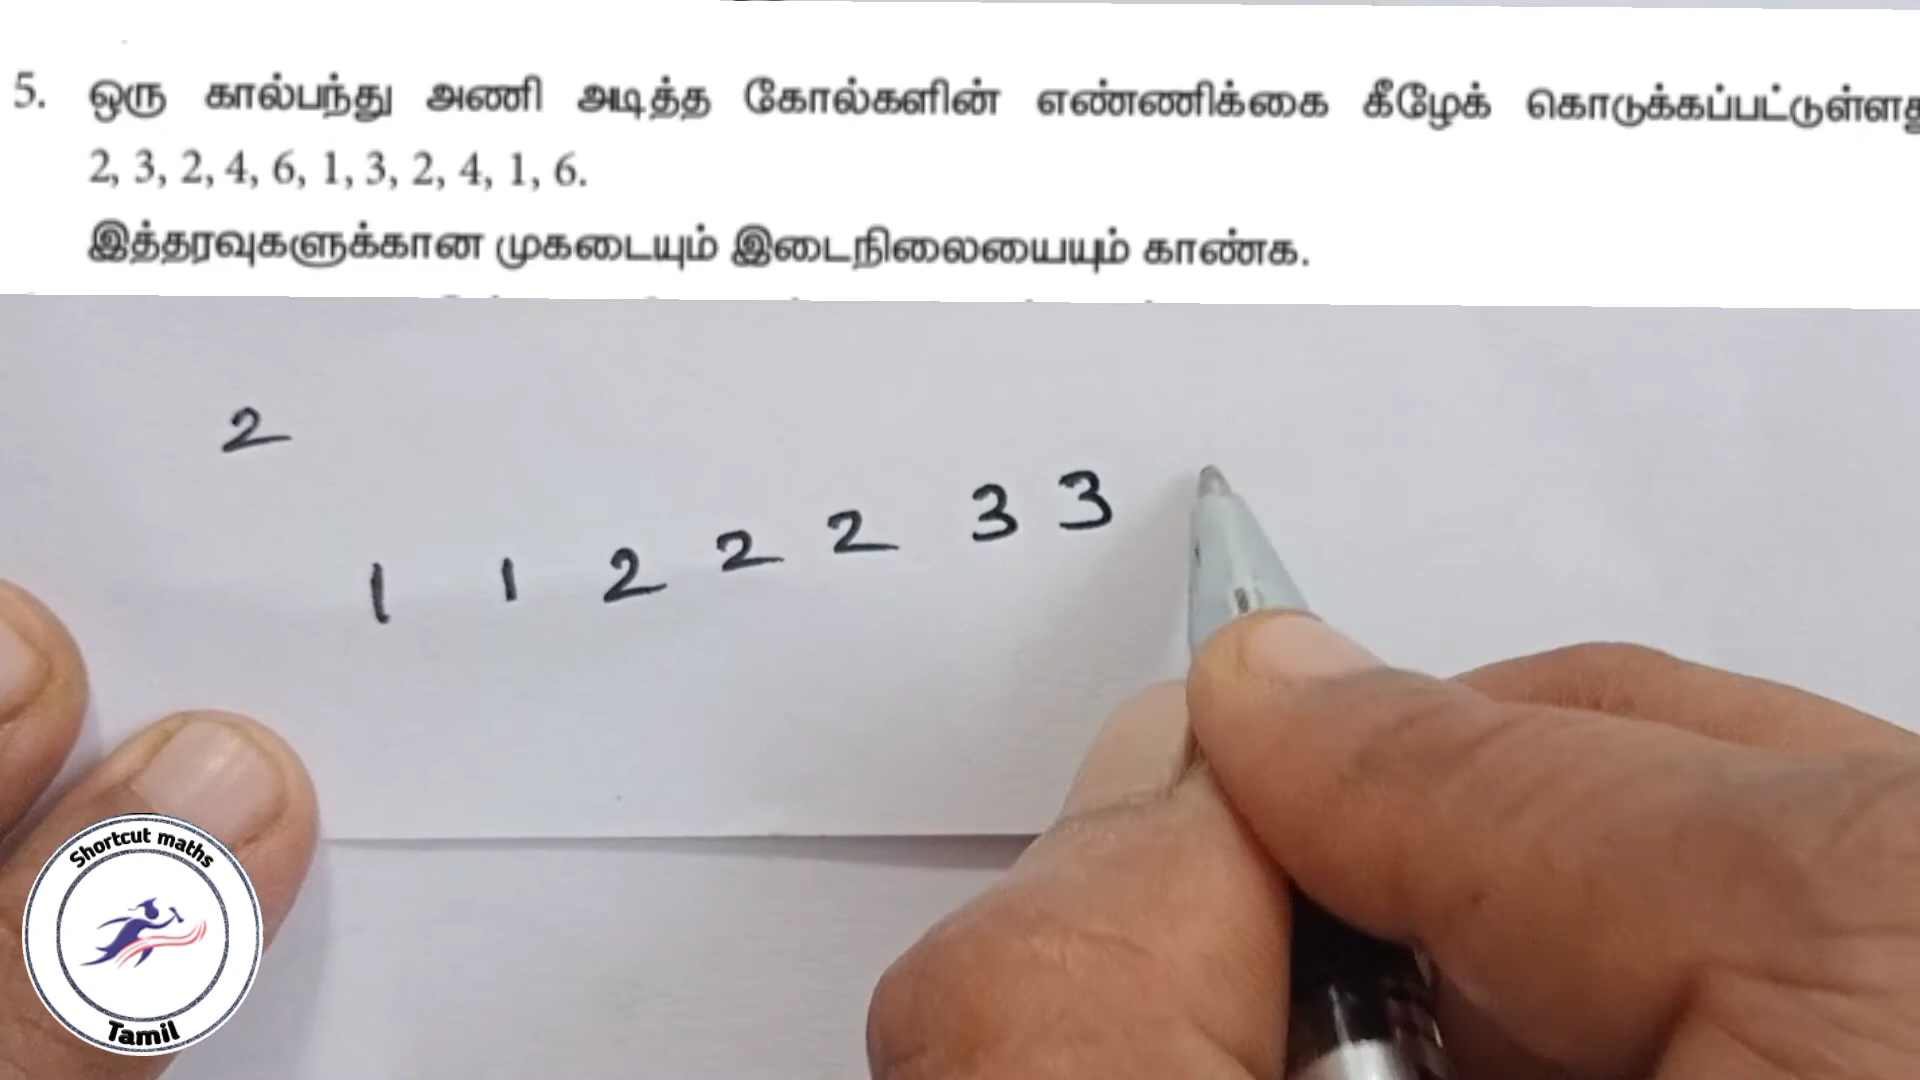 5. ஒரு கால்பந்து அணி அடித்த கோல்களின் எண்ணிக்கை கீழேக் கொடுக்கப்பட்டுள்ளது
2, 3, 2, 4, 6, 1, 3, 2, 4, 1, 6.
இத்தரவுகளுக்கான முகடையும் இடைநிலையையும் காண்க.
2
1 1 2 2 2 3 3
Shortcut maths
Tamil